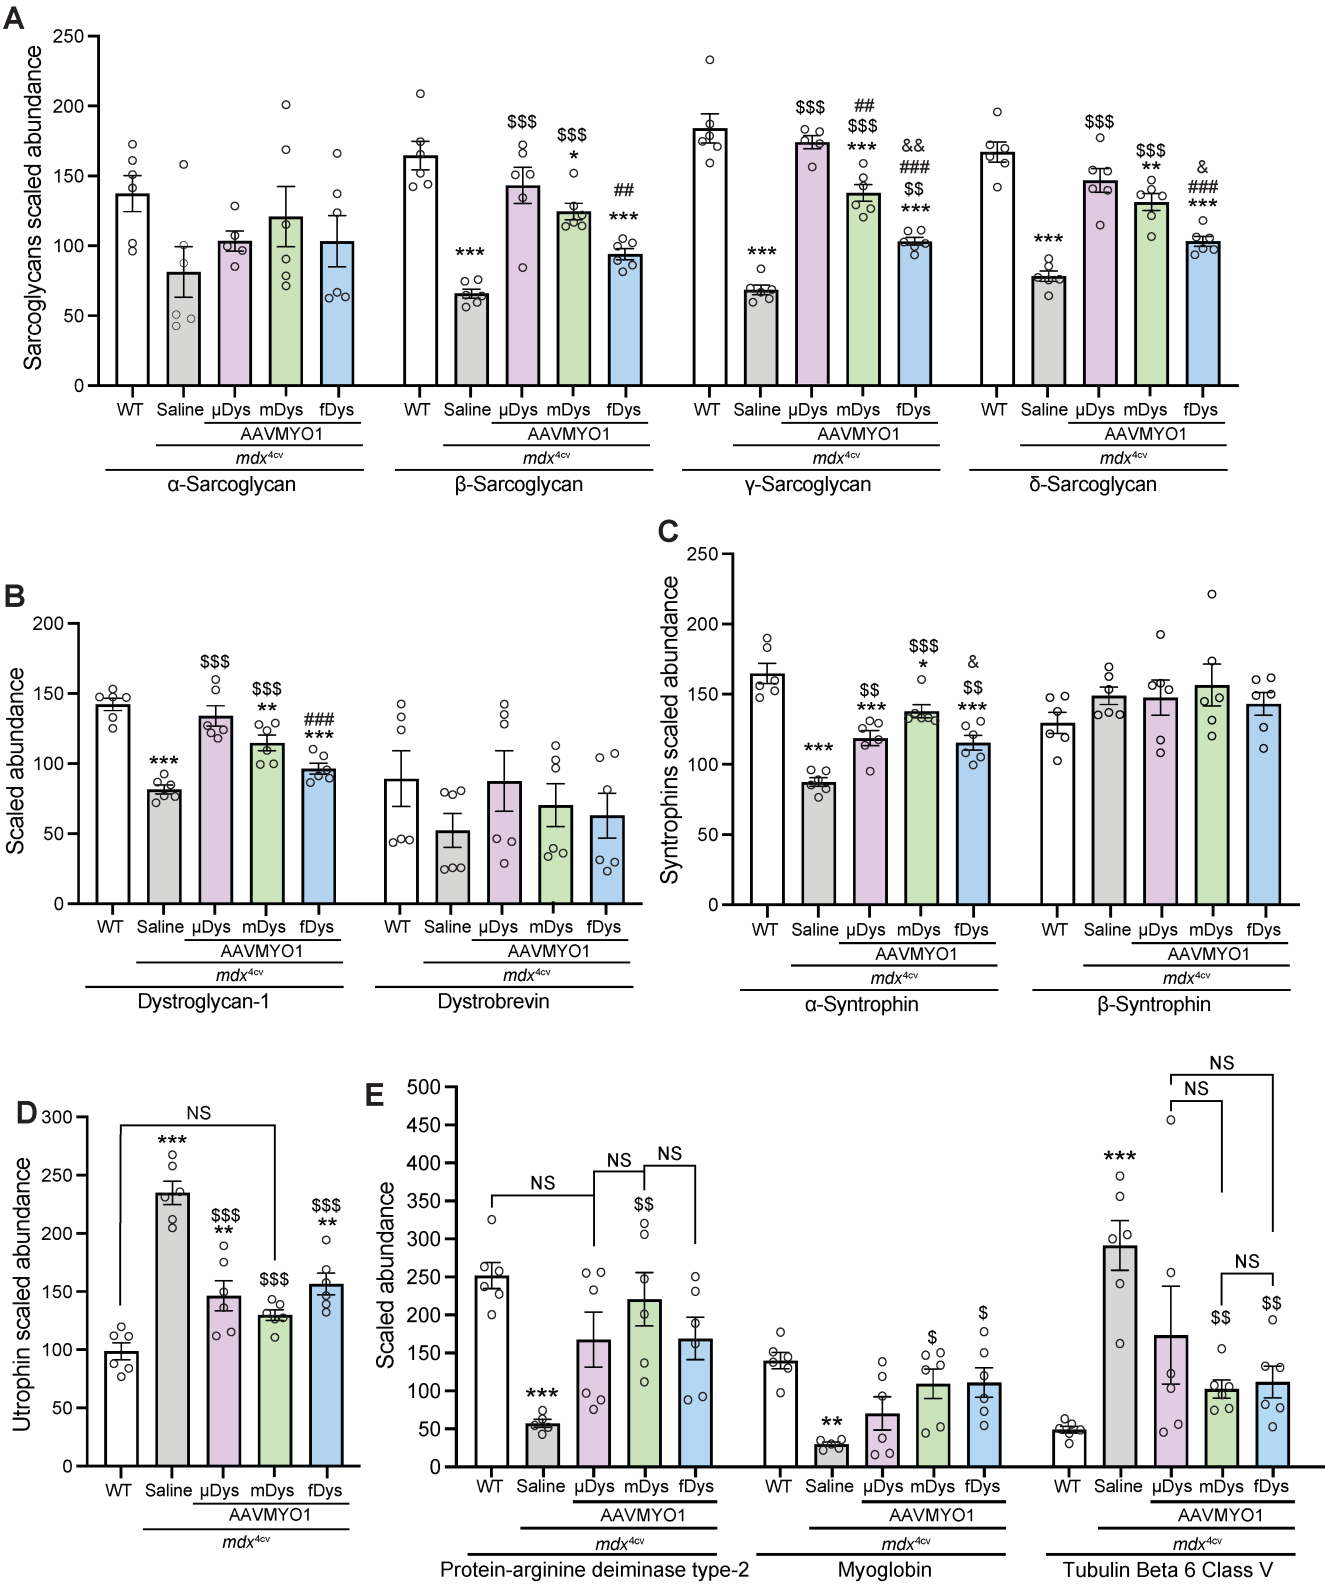 A
Sarcoglycans scaled abundance
250
200
150
100
50
0
*** $$$ $$$ * ## ***
*** $$$ ## $$$ *** && ### $$ ***
*** $$$ $$$ ** & ### ***
WT Saline µDys mDys fDys WT Saline µDys mDys fDys WT Saline µDys mDys fDys WT Saline µDys mDys fDys
AAVMYO1 AAVMYO1 AAVMYO1 AAVMYO1
mdx4cv mdx4cv mdx4cv mdx4cv
α-Sarcoglycan β-Sarcoglycan γ-Sarcoglycan δ-Sarcoglycan
B
Scaled abundance
200
150
100
50
0
*** $$$ $$$ ** ### ***
WT Saline µDys mDys fDys WT Saline µDys mDys fDys
AAVMYO1 AAVMYO1
mdx4cv mdx4cv
Dystroglycan-1 Dystrobrevin
C
Syntrophins scaled abundance
250
200
150
100
50
0
*** $$ *** $$$ * & $$ ***
WT Saline µDys mDys fDys WT Saline µDys mDys fDys
AAVMYO1 AAVMYO1
mdx4cv mdx4cv
α-Syntrophin β-Syntrophin
D
Utrophin scaled abundance
300
250
200
150
100
50
0
NS
*** $$$ ** $$$ $$$ **
WT Saline µDys mDys fDys
AAVMYO1
mdx4cv
E
Scaled abundance
500
450
400
350
300
250
200
150
100
50
0
NS NS NS
*** $$
** $ $
NS
NS
NS
*** $$ $$
WT Saline µDys mDys fDys WT Saline µDys mDys fDys WT Saline µDys mDys fDys
AAVMYO1 AAVMYO1 AAVMYO1
mdx4cv mdx4cv mdx4cv
Protein-arginine deiminase type-2 Myoglobin Tubulin Beta 6 Class V